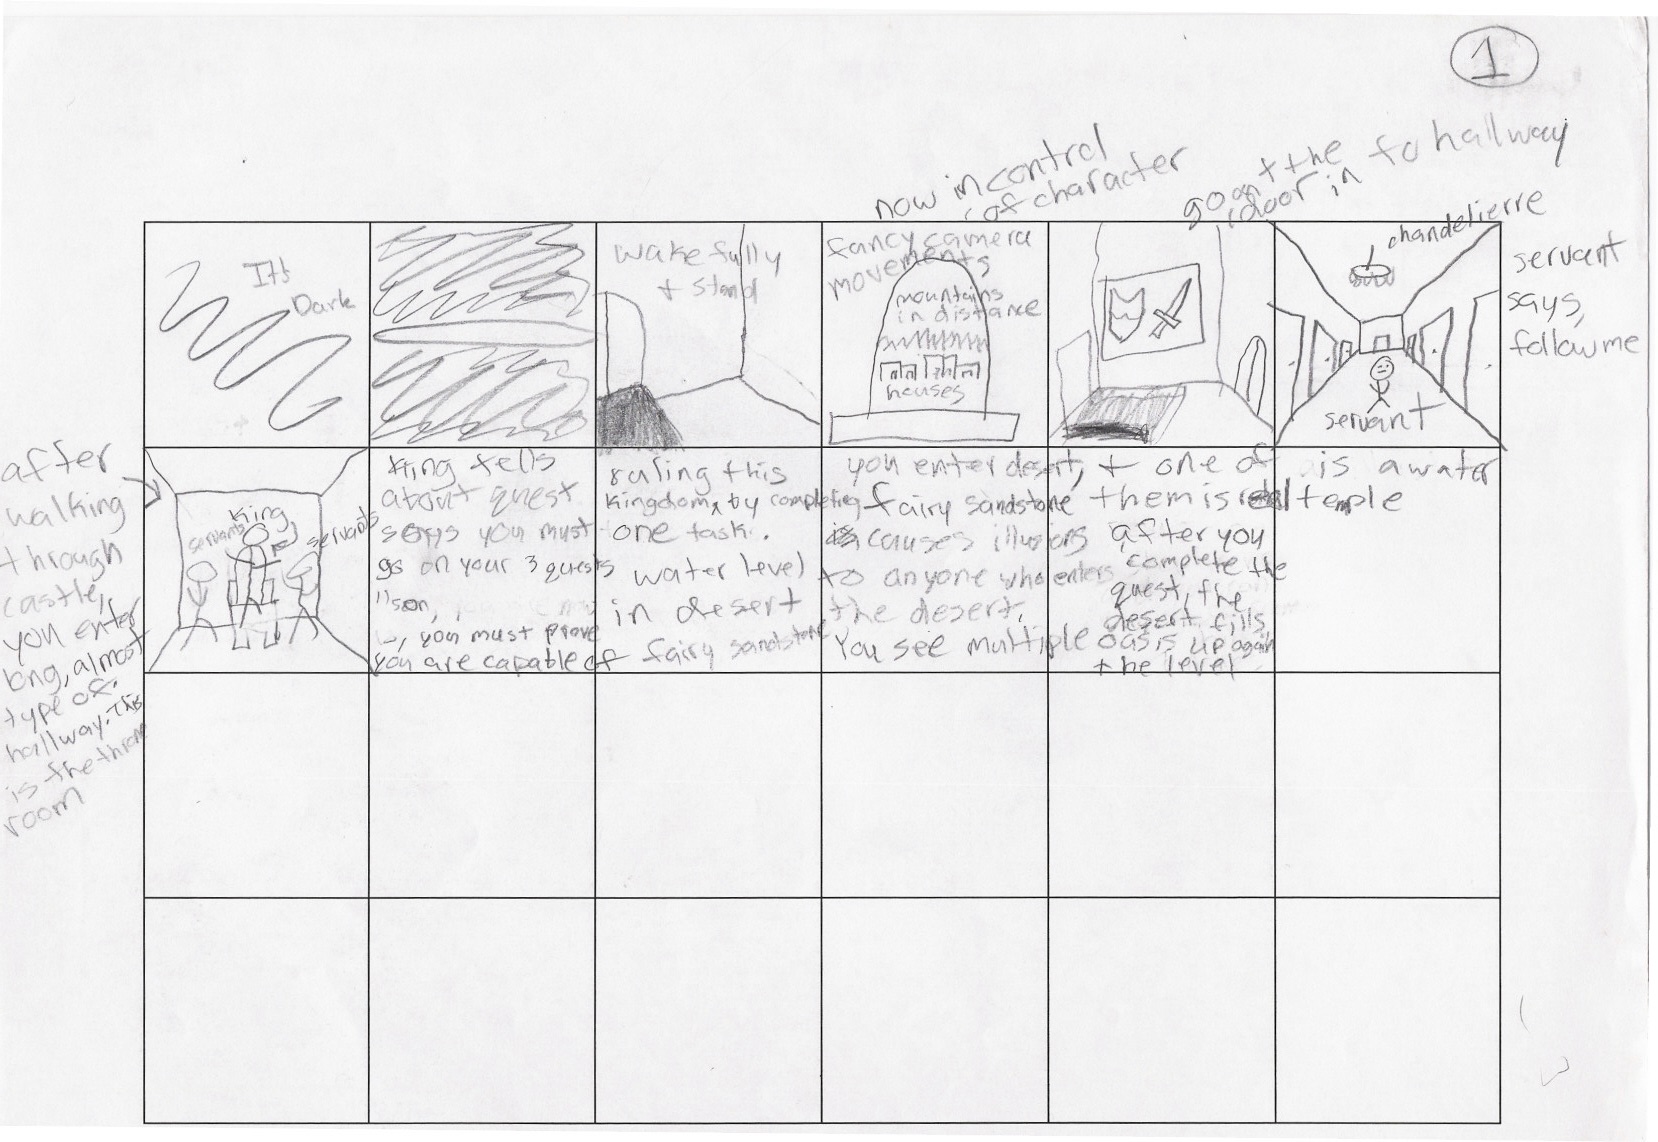 1
now in control
of character
go out the
door in to hallway
It's
Dark
wake fully
+ stand
fancy camera
movements
mountains
in distance
houses
chandelierre
servant
servant
says,
follow me
after
walking
through
castle,
you enter
long, almost
type of,
hallway. This
is the throne
room
King
servants
servants
King tells
about quest
says you must
go on your 3 quests
"son,
you must prove
you are capable of
ruling this
kingdom, by completing
one task.
water level
in desert
fairy sandstone
you enter desert,
fairy sandstone
causes illusions
to anyone who enters
the desert.
You see multiple oasis
+ one of
them is real
after you
complete the
quest, the
desert fills
up again
the level
is a water
temple